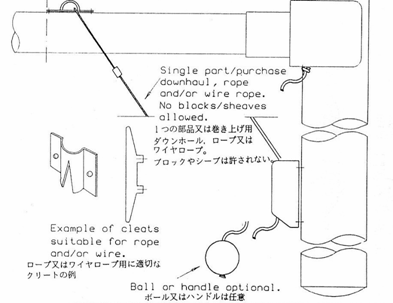 Single part/purchase
downhaul, rope
and/or wire rope.
No blocks/sheaves
allowed.
1つの部品又は巻き上げ用
ダウンホール、ロープ又は
ワイヤロープ。
ブロックやシーブは許されない。
Example of cleats
suitable for rope
and/or wire.
ロープ又はワイヤロープ用に適切な
クリートの例
Ball or handle optional.
ボール又はハンドルは任意